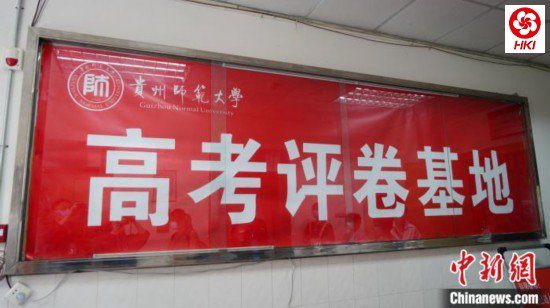 HKI
貴州師範大學
Guizhou Normal University
高考评卷基地
中新网
Chinanews.com